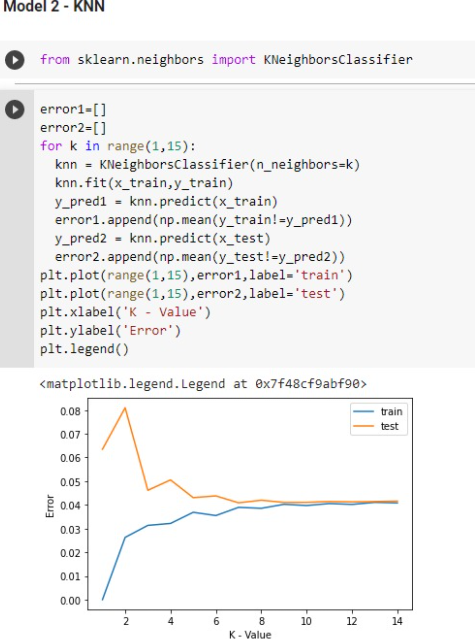 Model 2 - KNN
from sklearn.neighbors import KNeighborsClassifier
error1=[]
error2=[]
for k in range(1,15):
  knn = KNeighborsClassifier(n_neighbors=k)
  knn.fit(x_train,y_train)
  y_pred1 = knn.predict(x_train)
  error1.append(np.mean(y_train!=y_pred1))
  y_pred2 = knn.predict(x_test)
  error2.append(np.mean(y_test!=y_pred2))
plt.plot(range(1,15),error1,label='train')
plt.plot(range(1,15),error2,label='test')
plt.xlabel('K - Value')
plt.ylabel('Error')
plt.legend()
<matplotlib.legend.Legend at 0x7f48cf9abf90>
train
test
0.08
0.07
0.06
0.05
0.04
0.03
0.02
0.01
0.00
Error
2 4 6 8 10 12 14
K - Value